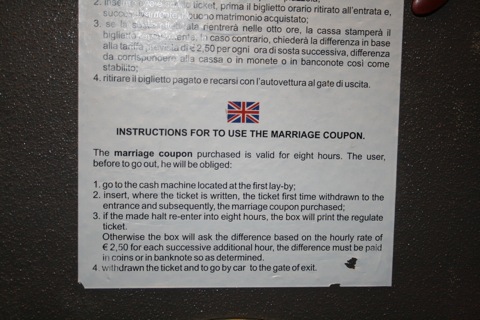 2. ticket, prima il biglietto orario ritirato all'entrata e,
buono matrimonio acquistato;
3. se la rientrerà nelle otto ore, la cassa stamperà il
biglietto In caso contrario, chiederà la differenza in base
alla tariffa di € 2,50 per ogni ora di sosta successiva, differenza
da corrispondere alla cassa o in monete o in banconote così come
stabilito;
4. ritirare il biglietto pagato e recarsi con l'autovettura al gate di uscita.
INSTRUCTIONS FOR TO USE THE MARRIAGE COUPON.
The marriage coupon purchased is valid for eight hours. The user,
before to go out, he will be obliged:
1. go to the cash machine located at the first lay-by;
2. insert, where the ticket is written, the ticket first time withdrawn to the
entrance and subsequently, the marriage coupon purchased;
3. if the made halt re-enter into eight hours, the box will print the regulate
ticket.
Otherwise the box will ask the difference based on the hourly rate of
€ 2,50 for each successive additional hour, the difference must be paid
in coins or in banknote so as determined.
4. withdrawn the ticket and to go by car to the gate of exit.